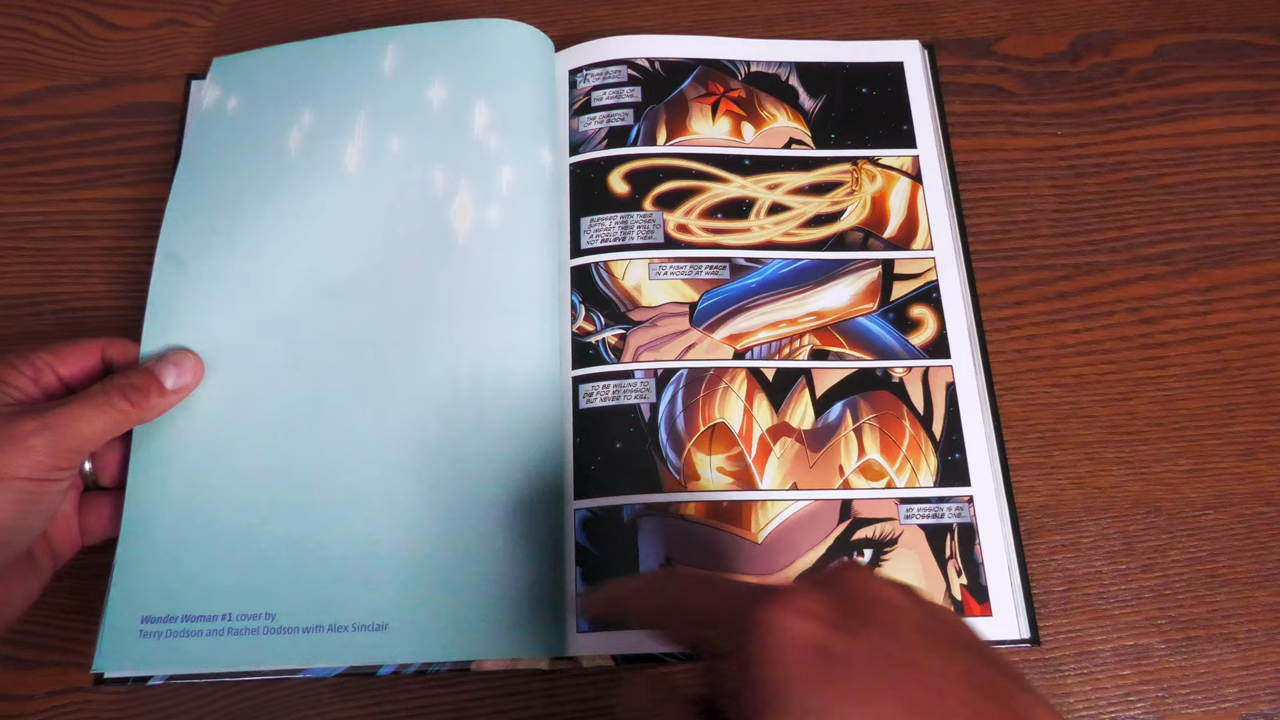 Wonder Woman #1 cover by
Terry Dodson and Rachel Dodson with Alex Sinclair
BORN
OF MAGIC...
...A CHILD OF
THE AMAZONS...
...THE CHAMPION
OF THE GODS.
BLESSED WITH THEIR
GIFTS, I WAS CHOSEN
TO IMPART THEIR WILL TO
A WORLD THAT DOES
NOT BELIEVE IN THEM...
...TO FIGHT FOR PEACE
IN A WORLD AT WAR...
...TO BE WILLING TO
DIE FOR MY MISSION,
BUT NEVER TO KILL.
MY MISSION IS AN
IMPOSSIBLE ONE...